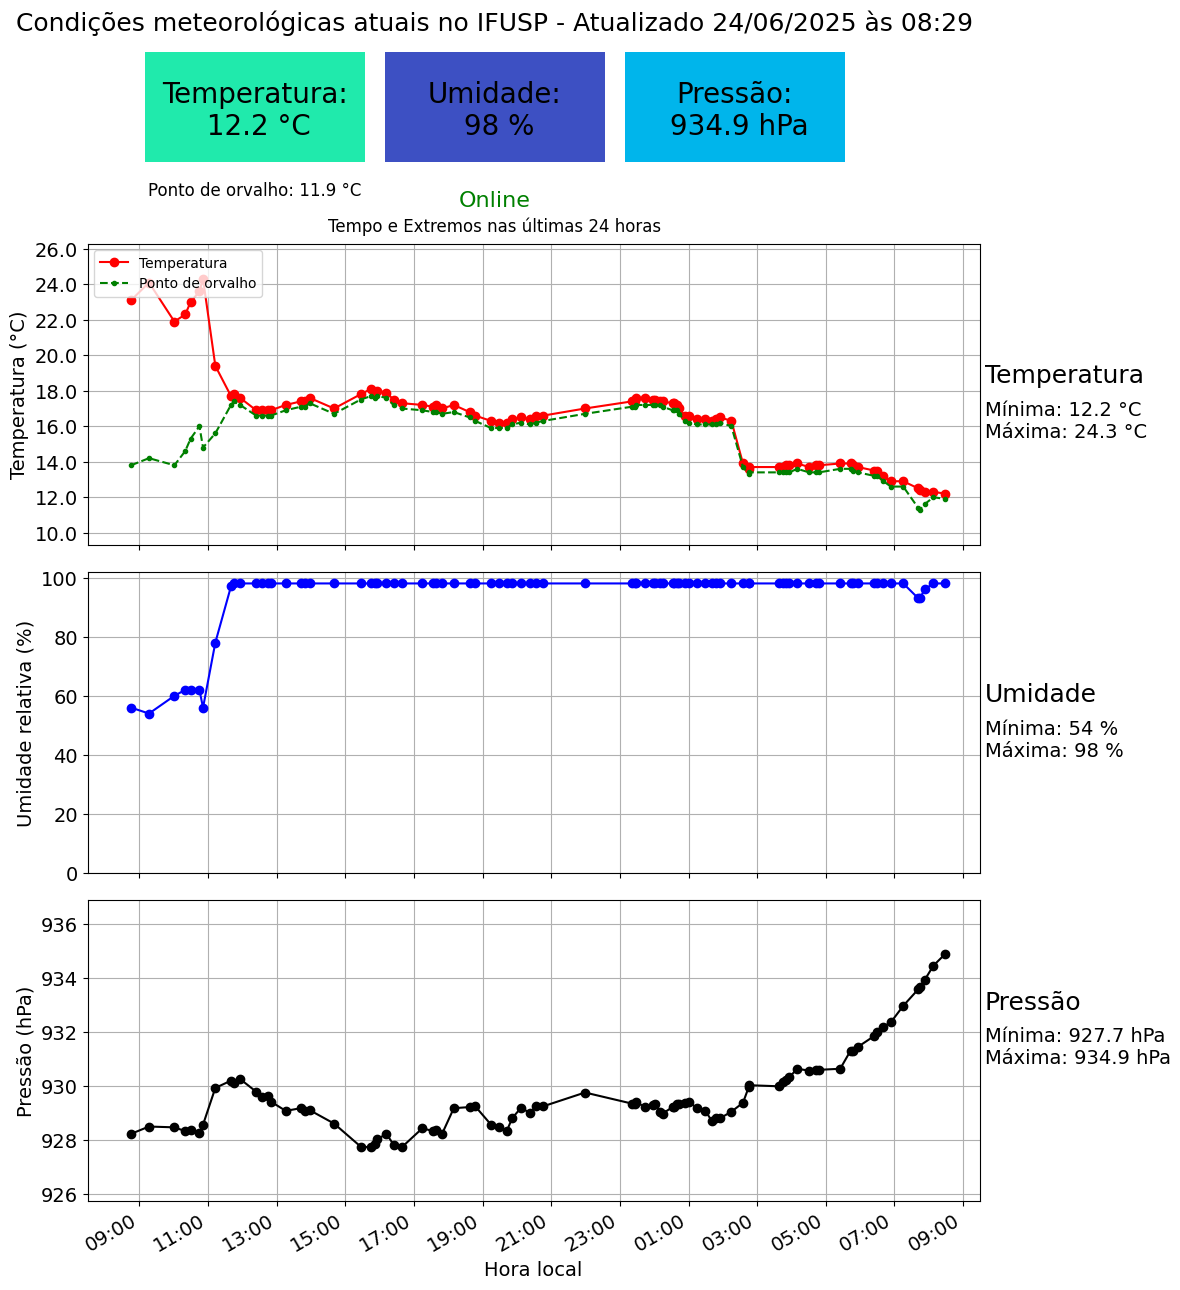 Condições meteorológicas atuais no IFUSP - Atualizado 24/06/2025 às 08:29
Temperatura:
12.2 °C
Umidade:
98 %
Pressão:
934.9 hPa
Ponto de orvalho: 11.9 °C
Online
Tempo e Extremos nas últimas 24 horas
Temperatura (°C)
26.0
24.0
22.0
20.0
18.0
16.0
14.0
12.0
10.0
Temperatura
Ponto de orvalho
Temperatura
Mínima: 12.2 °C
Máxima: 24.3 °C
Umidade relativa (%)
100
80
60
40
20
0
Umidade
Mínima: 54 %
Máxima: 98 %
Pressão (hPa)
936
934
932
930
928
926
Pressão
Mínima: 927.7 hPa
Máxima: 934.9 hPa
09:00
11:00
13:00
15:00
17:00
19:00
21:00
23:00
01:00
03:00
05:00
07:00
09:00
Hora local